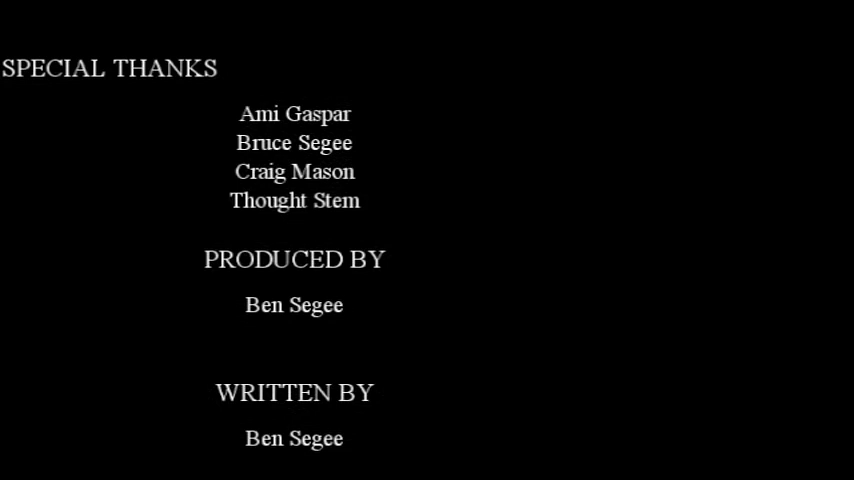 SPECIAL THANKS
Ami Gaspar
Bruce Segee
Craig Mason
Thought Stem
PRODUCED BY
Ben Segee
WRITTEN BY
Ben Segee